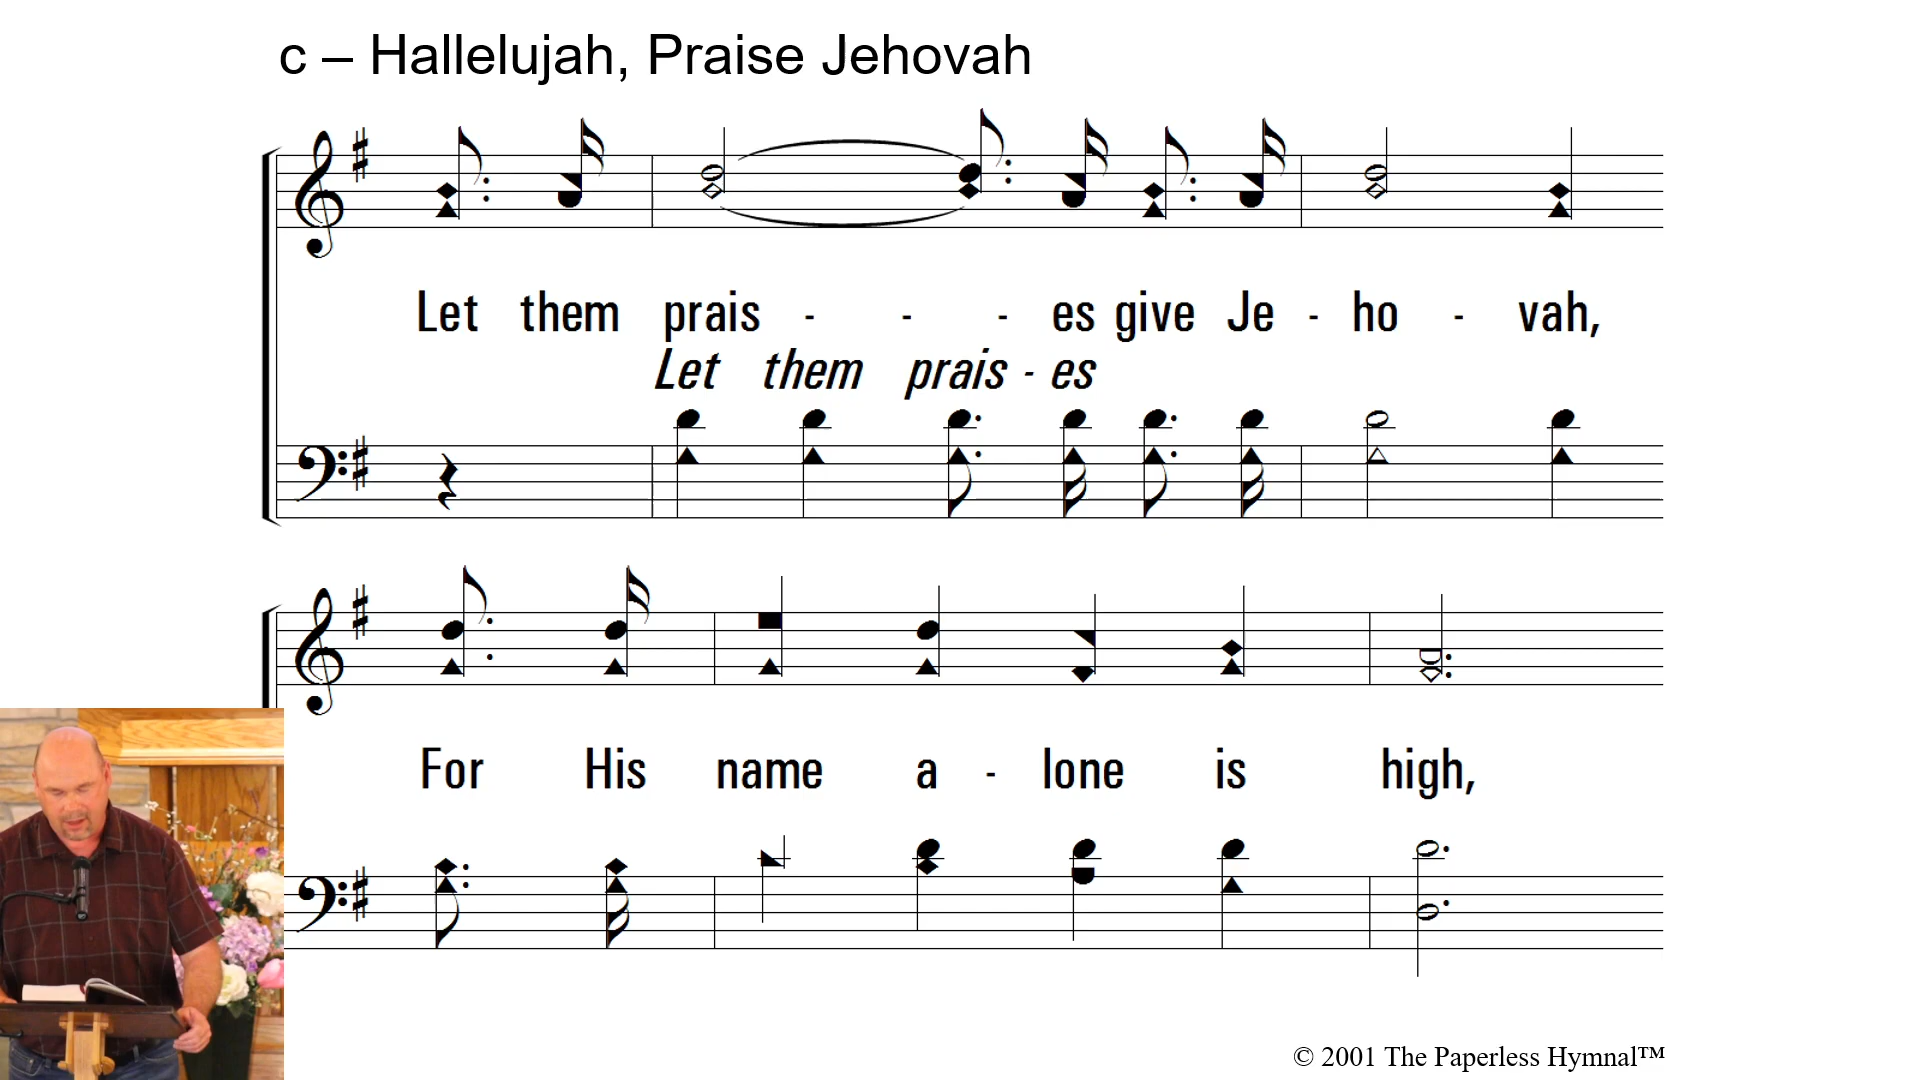 c – Hallelujah, Praise Jehovah
Let them prais - - - es give Je - ho - vah,
Let them prais - es
For His name a - lone is high,
© 2001 The Paperless Hymnal™